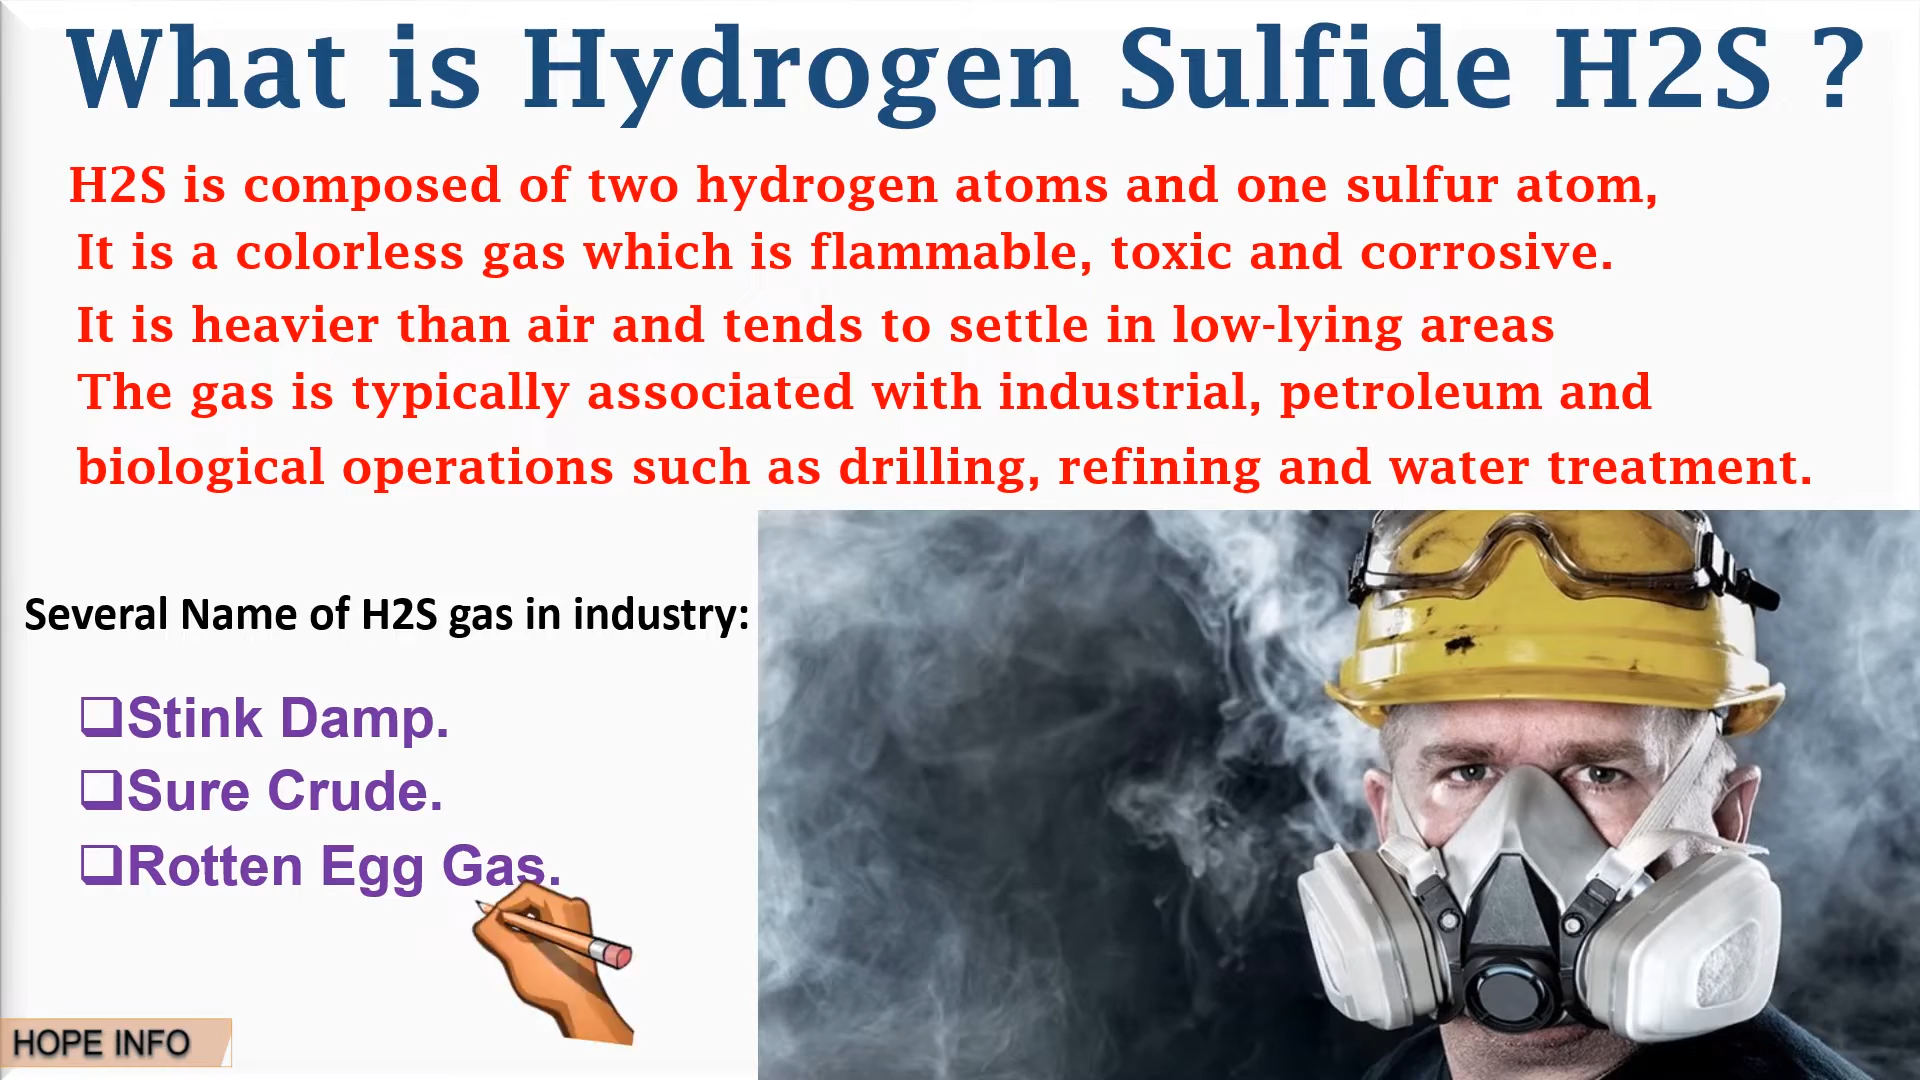 What is Hydrogen Sulfide H2S ?
H2S is composed of two hydrogen atoms and one sulfur atom,
It is a colorless gas which is flammable, toxic and corrosive.
It is heavier than air and tends to settle in low-lying areas
The gas is typically associated with industrial, petroleum and
biological operations such as drilling, refining and water treatment.
Several Name of H2S gas in industry:
❑Stink Damp.
❑Sure Crude.
❑Rotten Egg Gas.
HOPE INFO